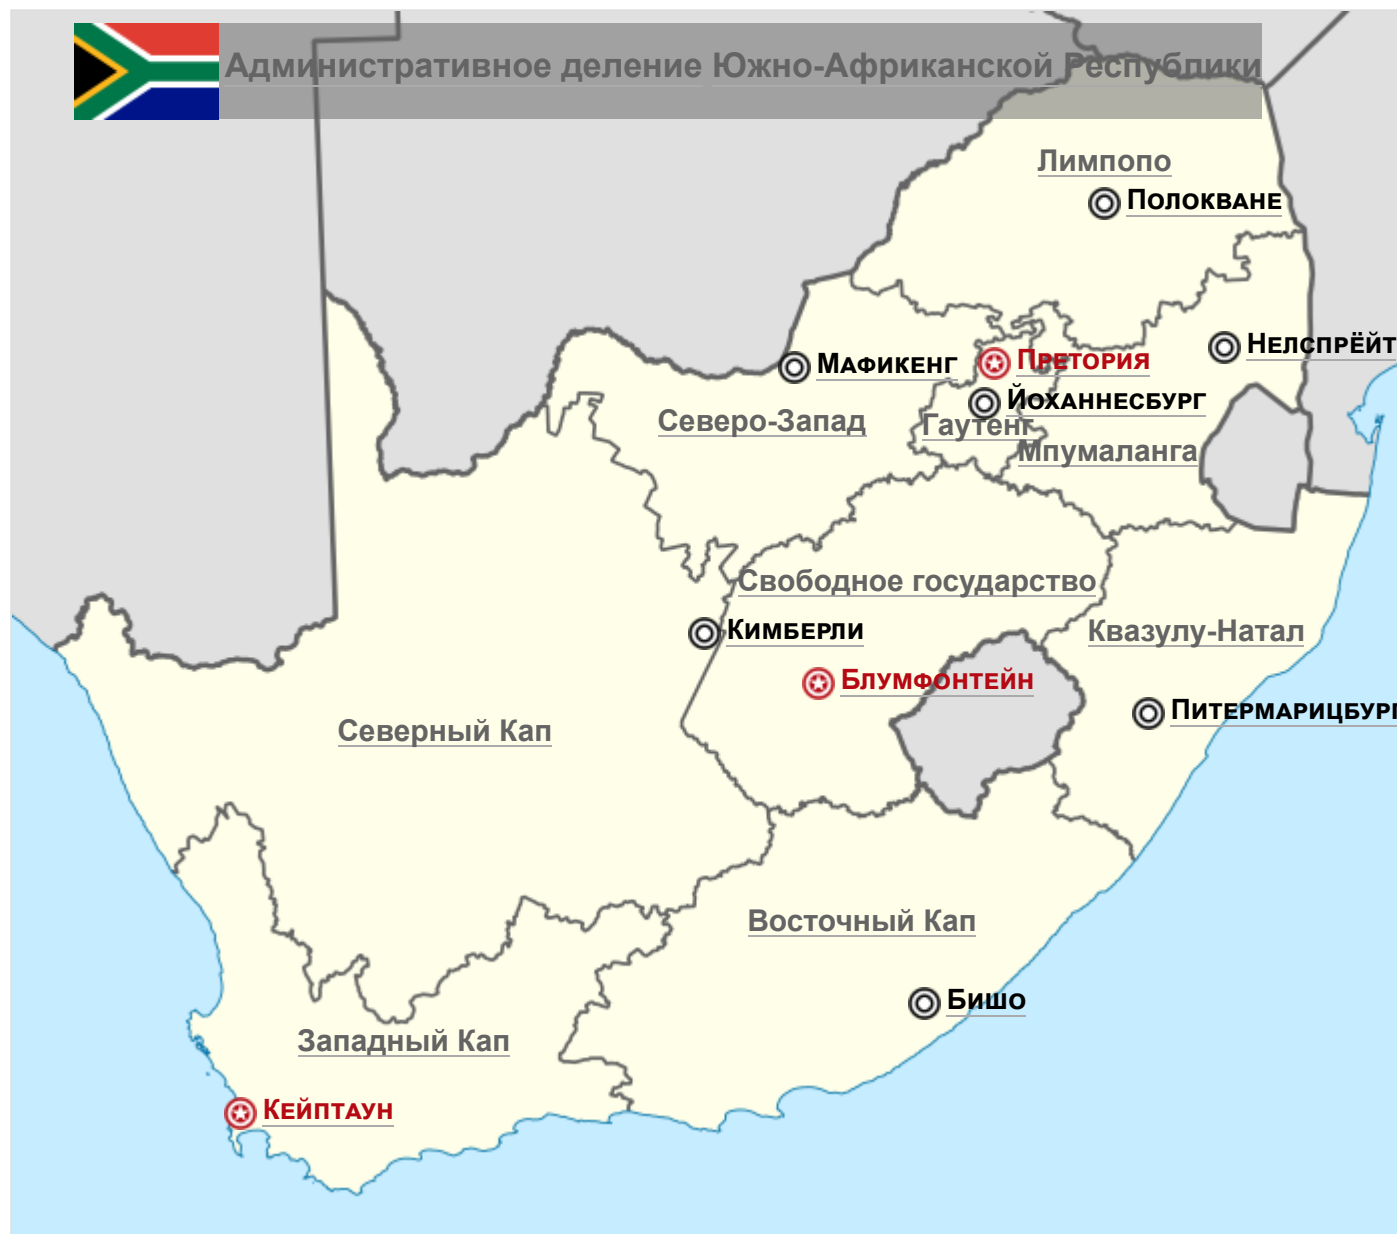 Административное деление Южно-Африканской Республики
Лимпопо
Полокване
Нелспрёйт
Мафикенг
Претория
Йоханнесбург
Северо-Запад
Гаутенг
Мпумаланга
Свободное государство
Кимберли
Квазулу-Натал
Блумфонтейн
Питермарицбург
Северный Кап
Восточный Кап
Бишо
Западный Кап
Кейптаун